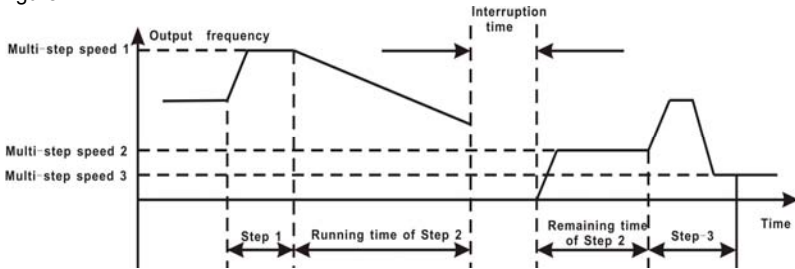 Interruption
time
Output frequency
Multi-step speed 1
Multi-step speed 2
Multi-step speed 3
Time
Step 1
Running time of Step 2
Remaining time
of Step 2
Step-3